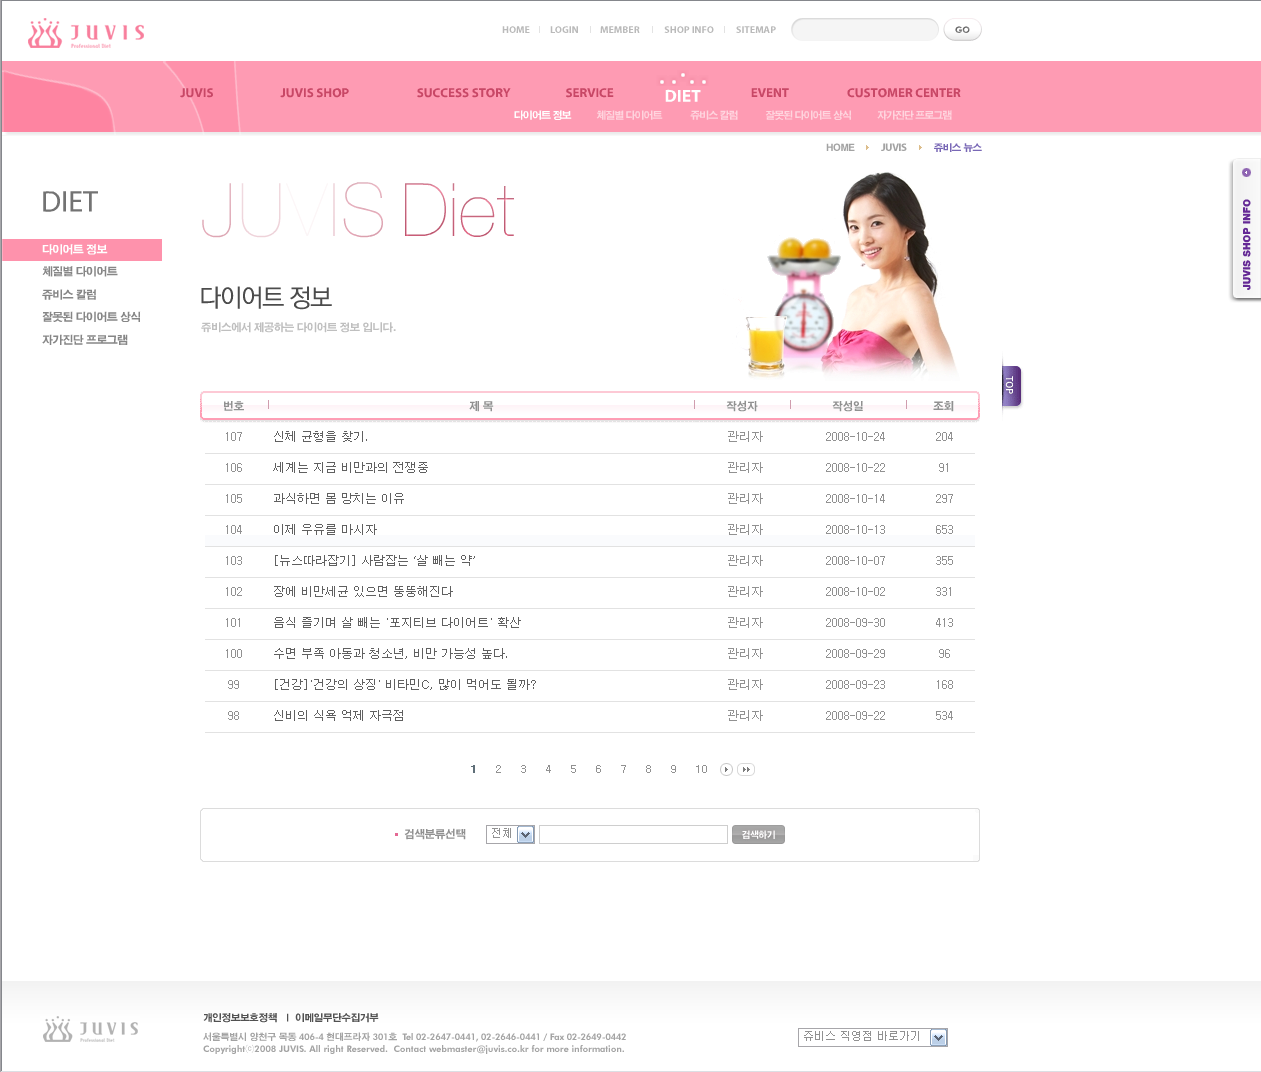 JUVIS
Professional Diet
HOME
LOGIN
MEMBER
SHOP INFO
SITEMAP
GO
JUVIS
JUVIS SHOP
SUCCESS STORY
SERVICE
DIET
EVENT
CUSTOMER CENTER
다이어트 정보
체질별 다이어트
쥬비스 칼럼
잘못된 다이어트 상식
자가진단 프로그램
HOME JUVIS 쥬비스 뉴스
DIET
다이어트 정보
체질별 다이어트
쥬비스 칼럼
잘못된 다이어트 상식
자가진단 프로그램
JUVIS Diet
다이어트 정보
쥬비스에서 제공하는 다이어트 정보 입니다.
JUVIS SHOP INFO
TOP
번호 제 목 작성자 작성일 조회
107 신체 균형을 찾기. 관리자 2008-10-24 204
106 세계는 지금 비만과의 전쟁중 관리자 2008-10-22 91
105 과식하면 몸 망치는 이유 관리자 2008-10-14 297
104 이제 우유를 마시자 관리자 2008-10-13 653
103 [뉴스따라잡기] 사람잡는 ‘살 빼는 약’ 관리자 2008-10-07 355
102 장에 비만세균 있으면 뚱뚱해진다 관리자 2008-10-02 331
101 음식 즐기며 살 빼는 '포지티브 다이어트' 확산 관리자 2008-09-30 413
100 수면 부족 아동과 청소년, 비만 가능성 높다. 관리자 2008-09-29 96
99 [건강]'건강의 상징' 비타민C, 많이 먹어도 될까? 관리자 2008-09-23 168
98 신비의 식욕 억제 자극점 관리자 2008-09-22 534
1 2 3 4 5 6 7 8 9 10
검색분류선택 전체 검색하기
JUVIS
Professional Diet
개인정보보호정책 | 이메일무단수집거부
서울특별시 양천구 목동 406-4 현대프라자 301호 Tel 02-2647-0441, 02-2646-0441 / Fax 02-2649-0442
Copyright(c)2008 JUVIS. All right Reserved. Contact webmaster@juvis.co.kr for more information.
쥬비스 직영점 바로가기